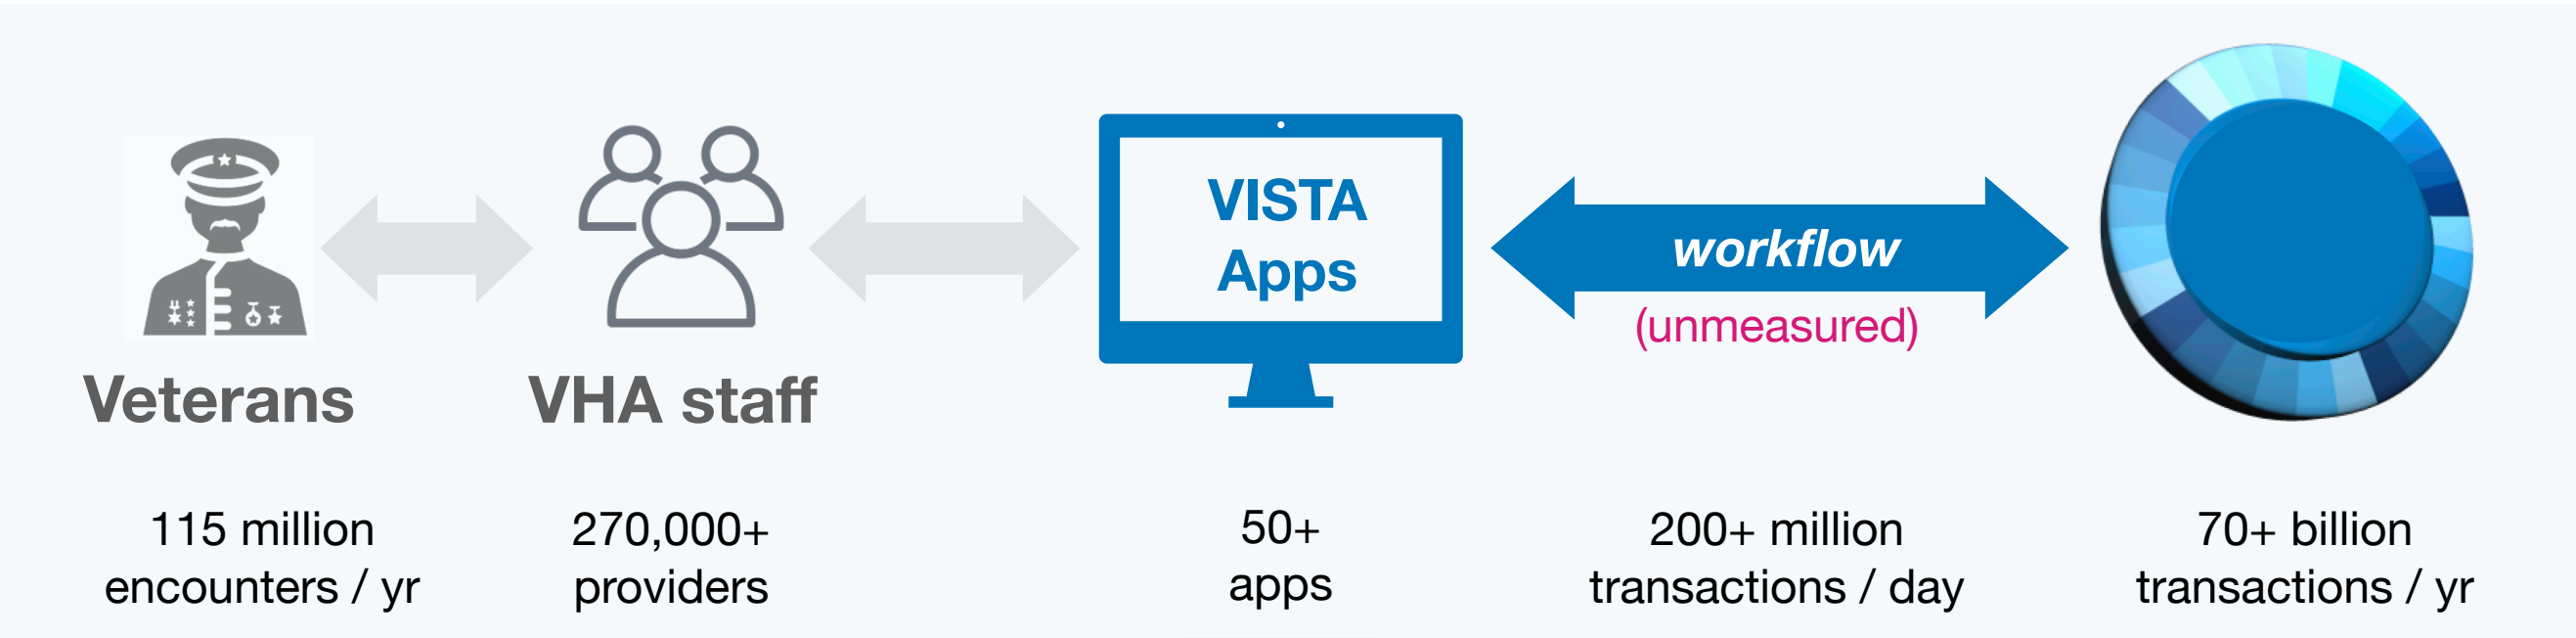 VISTA
Apps
workflow
(unmeasured)
Veterans
VHA staff
115 million
encounters / yr
270,000+
providers
50+
apps
200+ million
transactions / day
70+ billion
transactions / yr